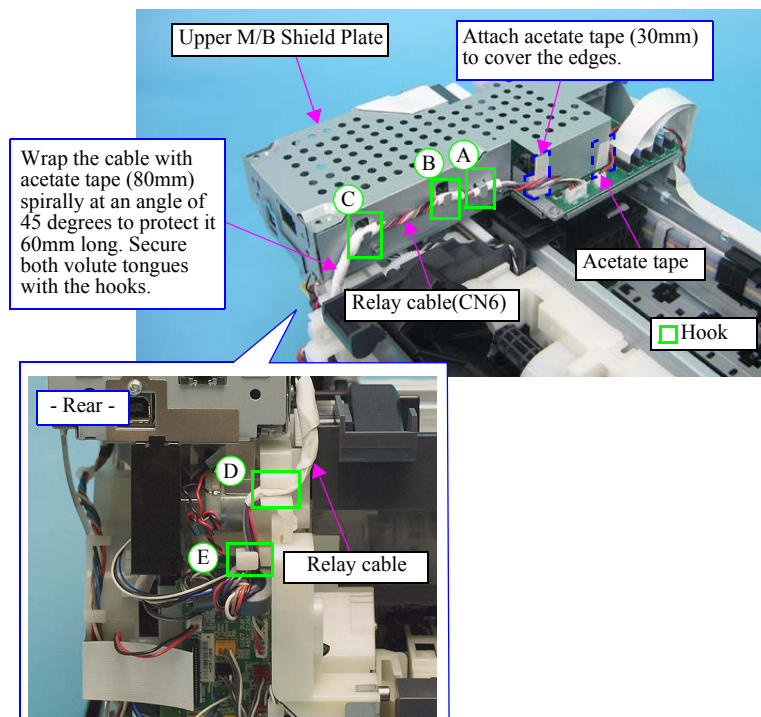 Upper M/B Shield Plate
Attach acetate tape (30mm)
to cover the edges.
Wrap the cable with
acetate tape (80mm)
spirally at an angle of
45 degrees to protect it
60mm long. Secure
both volute tongues
with the hooks.
A
B
C
Acetate tape
Relay cable(CN6)
Hook
- Rear -
D
E
Relay cable